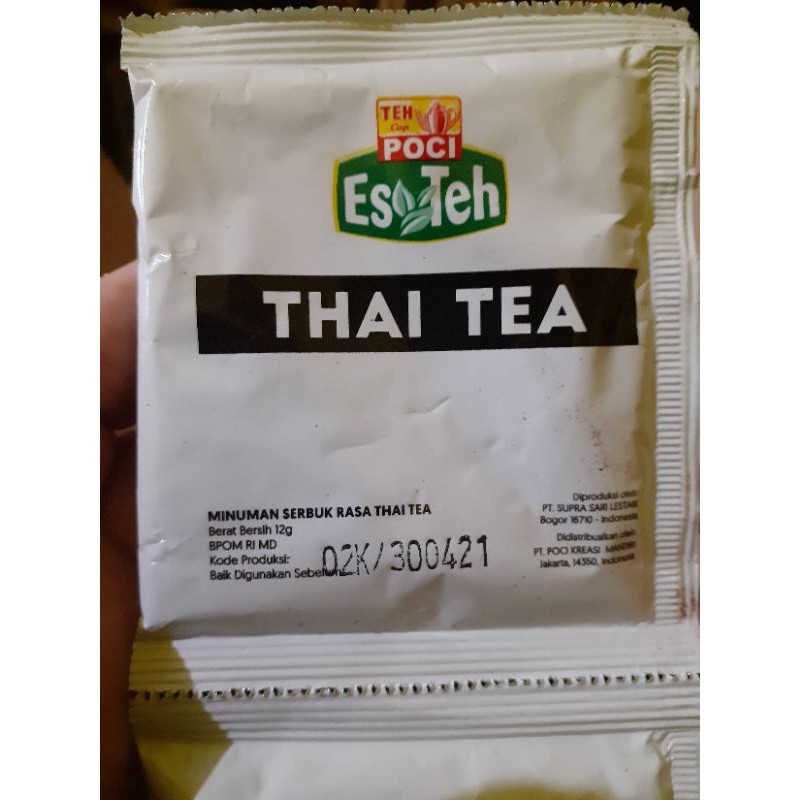 TEH
Cap
POCI
Es Teh
THAI TEA
MINUMAN SERBUK RASA THAI TEA
Berat Bersih 12g
BPOM RI MD
Kode Produksi:
Baik Digunakan Sebelum:
02K/300421
Diproduksi oleh:
PT. SUPRA SARI LESTARI
Bogor 16710 - Indonesia
Didistribusikan oleh:
PT. POCI KREASI MANDIRI
Jakarta, 14350, Indonesia